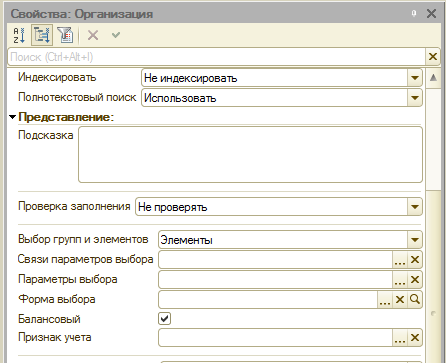 Свойства: Организация
Поиск (Ctrl+Alt+I)
Индексировать Не индексировать
Полнотекстовый поиск Использовать
Представление:
Подсказка
Проверка заполнения Не проверять
Выбор групп и элементов Элементы
Связи параметров выбора
Параметры выбора
Форма выбора
Балансовый
Признак учета